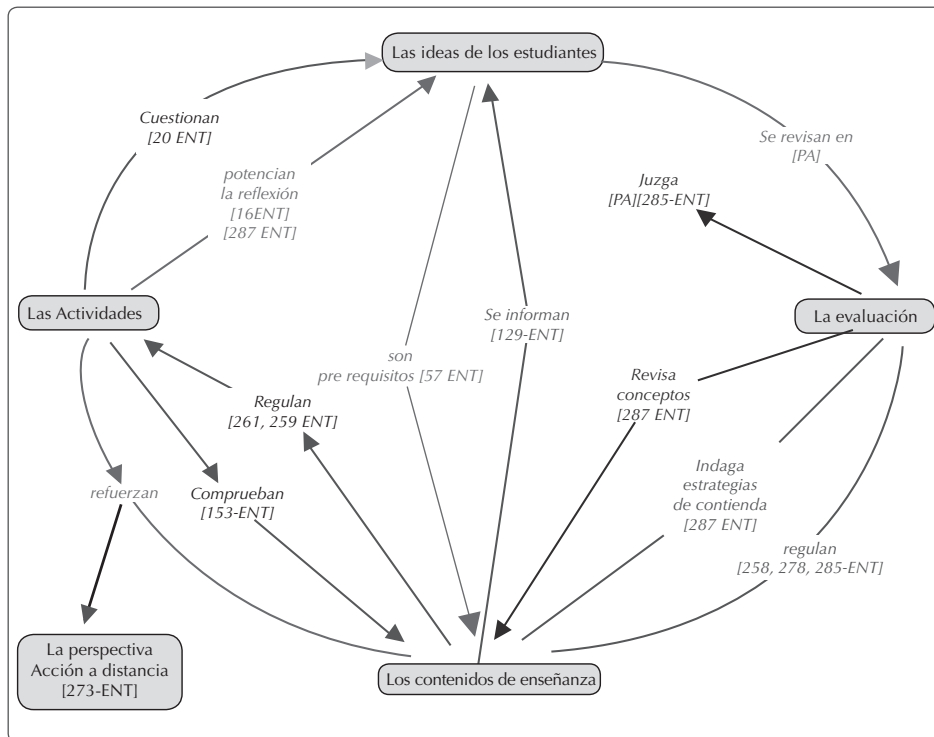 Las ideas de los estudiantes
Cuestionan
[20 ENT]
Se revisan en
[PA]
potencian
la reflexión
[16ENT]
[287 ENT]
Juzga
[PA][285-ENT]
Las Actividades
Se informan
[129-ENT]
La evaluación
son
pre requisitos [57 ENT]
Regulan
[261, 259 ENT]
Revisa
conceptos
[287 ENT]
Indaga
estrategias
de contienda
[287 ENT]
refuerzan
Comprueban
[153-ENT]
regulan
[258, 278, 285-ENT]
La perspectiva
Acción a distancia
[273-ENT]
Los contenidos de enseñanza